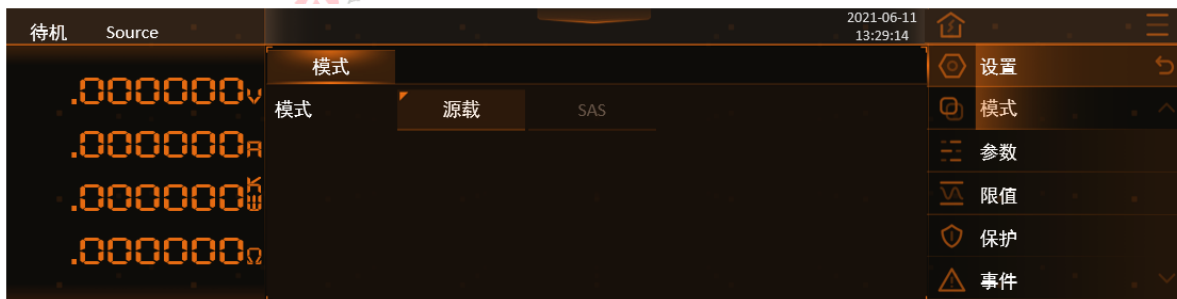 待机 Source
2021-06-11
13:29:14
.000000V
.000000A
.000000KW
.000000Ω
模式
模式 源载 SAS
设置
模式
参数
限值
保护
事件